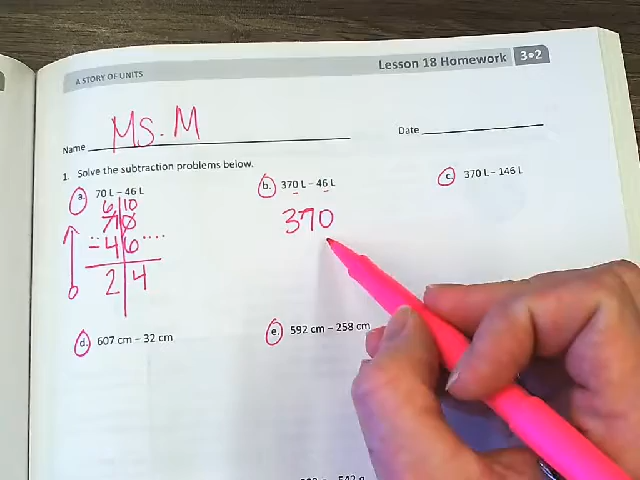 A STORY OF UNITS
Lesson 18 Homework 3•2
Name Ms. M Date
1. Solve the subtraction problems below.
a. 70 L – 46 L
b. 370 L – 46 L
c. 370 L – 146 L
6 10
7 0
370
– 4 6
2 4
d. 607 cm – 32 cm
e. 592 cm – 258 cm